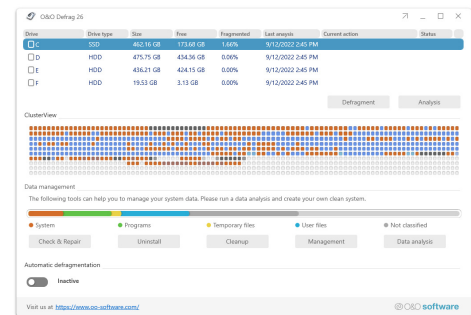 O&O Defrag 26
Drive Drive type Size Free Fragmented Last anaysis Current action Status
C SSD 462.16 GB 173.68 GB 1.66% 9/12/2022 2:45 PM
D HDD 475.75 GB 434.36 GB 0.06% 9/12/2022 2:45 PM
E HDD 436.21 GB 424.15 GB 0.00% 9/12/2022 2:45 PM
F HDD 19.53 GB 3.13 GB 0.00% 9/12/2022 2:45 PM
Defragment Analysis
ClusterView
Data management
The following tools can help you to manage your system data. Please run a data analysis and create your own clean system.
System Programs Temporary files User files Not classified
Check & Repair Uninstall Cleanup Management Data analysis
Automatic defragmentation
Inactive
Visit us at https://www.oo-software.com/ O&O software